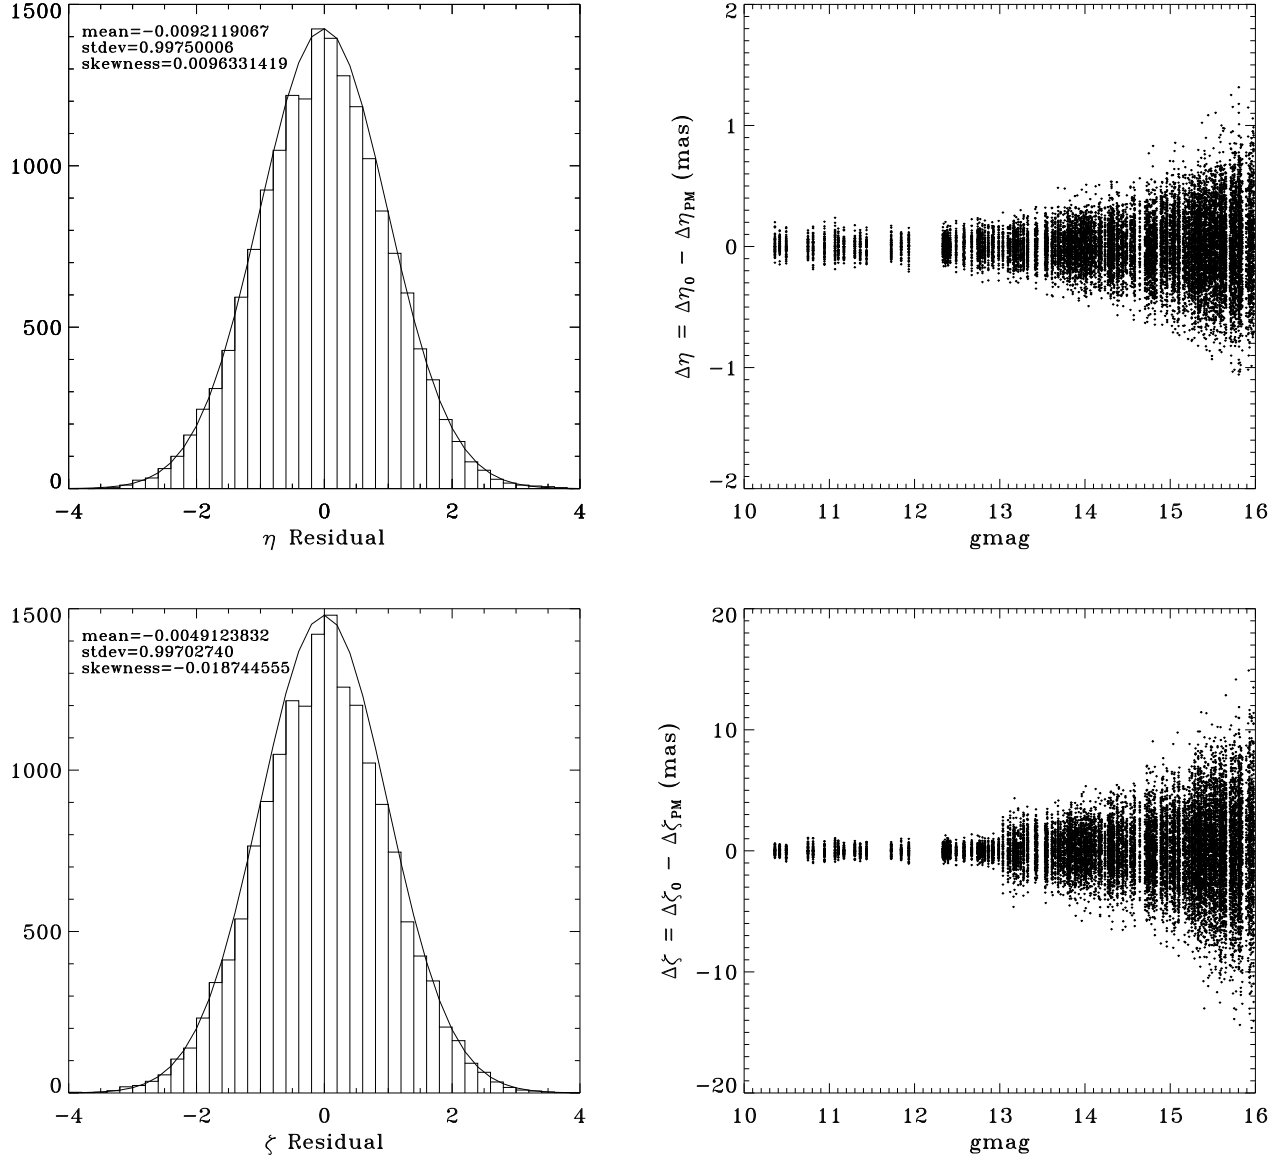 1500
1000
500
0
mean=-0.0092119067
stdev=0.99750006
skewness=0.0096331419
-4 -2 0 2 4
η Residual
2
1
0
-1
-2
Δη = Δη₀ - Δη_PM (mas)
10 11 12 13 14 15 16
gmag
1500
1000
500
0
mean=-0.0049123832
stdev=0.99702740
skewness=-0.018744555
-4 -2 0 2 4
ζ Residual
20
10
0
-10
-20
Δζ = Δζ₀ - Δζ_PM (mas)
10 11 12 13 14 15 16
gmag